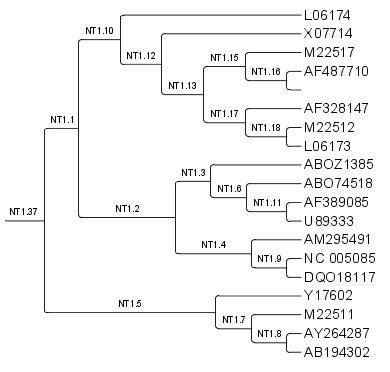 L06174
NT1.10
X07714
NT1.12
M22517
NT1.15
AF487710
NT1.16
NT1.13
AF328147
NT1.17
M22512
NT1.18
L06173
NT1.1
ABOZ1385
NT1.3
ABO74518
NT1.6
AF389085
NT1.11
U89333
NT1.2
NT1.37
AM295491
NT1.4
NC 005085
NT1.9
DQO18117
Y17602
NT1.5
M22511
NT1.7
AY264287
NT1.8
AB194302